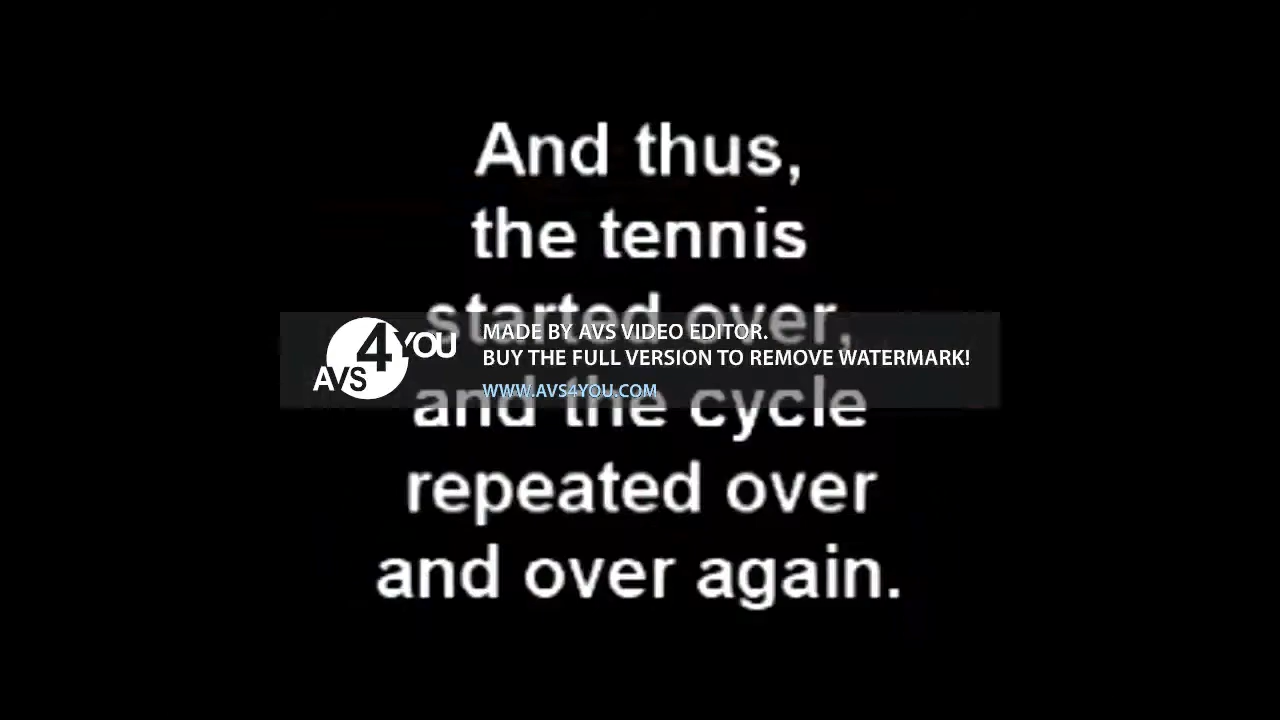 And thus,
the tennis
started over,
AVS4YOU
MADE BY AVS VIDEO EDITOR.
BUY THE FULL VERSION TO REMOVE WATERMARK!
WWW.AVS4YOU.COM
and the cycle
repeated over
and over again.